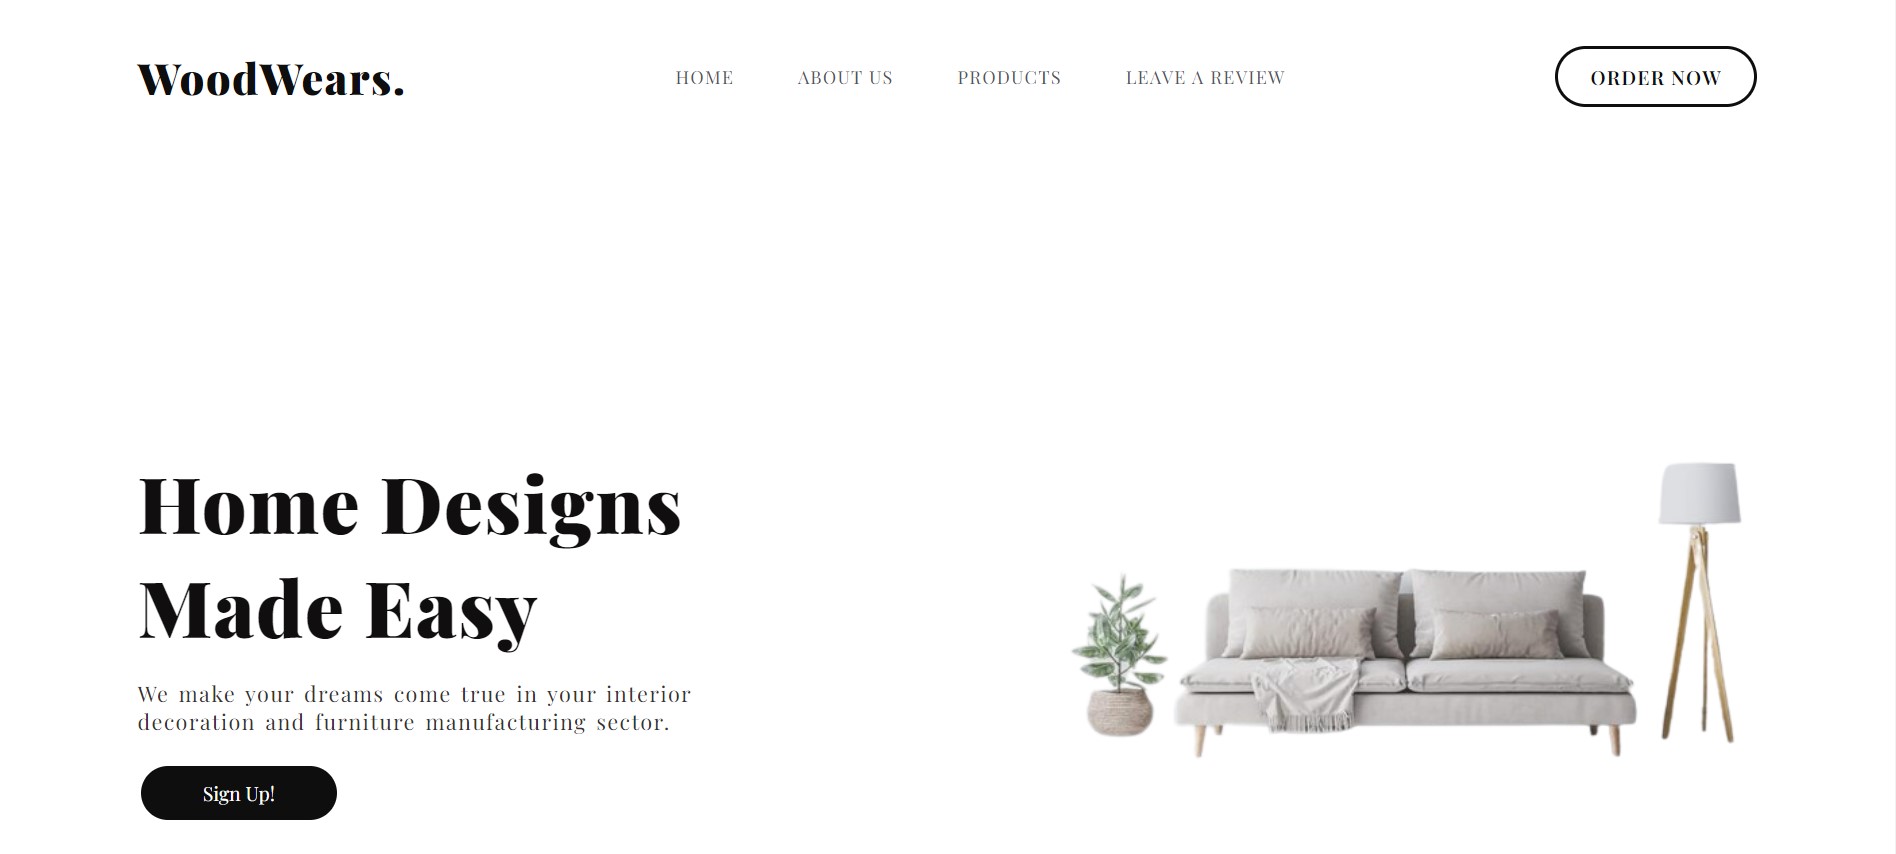 WoodWears.
HOME
ABOUT US
PRODUCTS
LEAVE A REVIEW
ORDER NOW
Home Designs
Made Easy
We make your dreams come true in your interior
decoration and furniture manufacturing sector.
Sign Up!